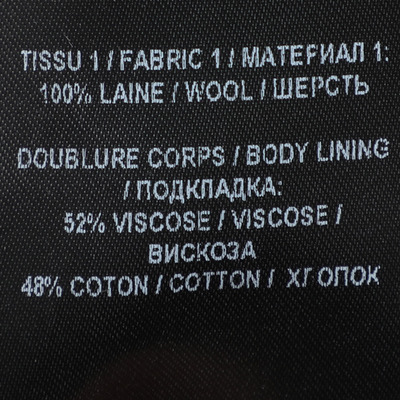 TISSU 1 / FABRIC 1 / МАТЕРИАЛ 1:
100% LAINE / WOOL / ШЕРСТЬ
DOUBLURE CORPS / BODY LINING
/ ПОДКЛАДКА:
52% VISCOSE / VISCOSE /
ВИСКОЗА
48% COTON / COTTON / ХЛОПОК